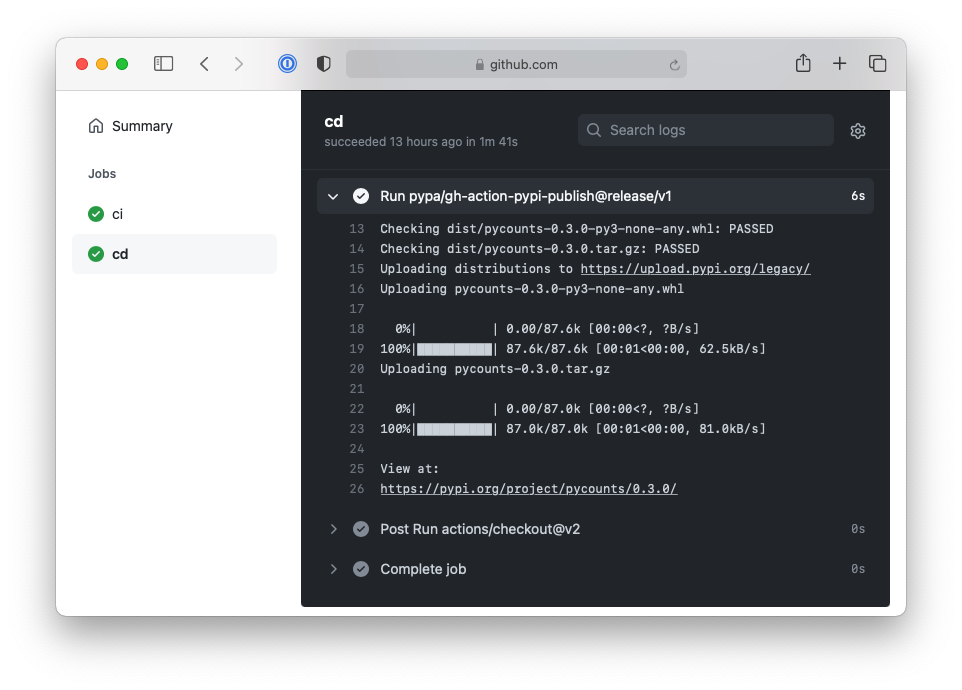 github.com
Summary
Jobs
ci
cd
cd
succeeded 13 hours ago in 1m 41s
Search logs
Run pypa/gh-action-pypi-publish@release/v1 6s
13 Checking dist/pycounts-0.3.0-py3-none-any.whl: PASSED
14 Checking dist/pycounts-0.3.0.tar.gz: PASSED
15 Uploading distributions to https://upload.pypi.org/legacy/
16 Uploading pycounts-0.3.0-py3-none-any.whl
17
18 0%| | 0.00/87.6k [00:00<?, ?B/s]
19 100%|██████████| 87.6k/87.6k [00:01<00:00, 62.5kB/s]
20 Uploading pycounts-0.3.0.tar.gz
21
22 0%| | 0.00/87.0k [00:00<?, ?B/s]
23 100%|██████████| 87.0k/87.0k [00:01<00:00, 81.0kB/s]
24
25 View at:
26 https://pypi.org/project/pycounts/0.3.0/
Post Run actions/checkout@v2 0s
Complete job 0s